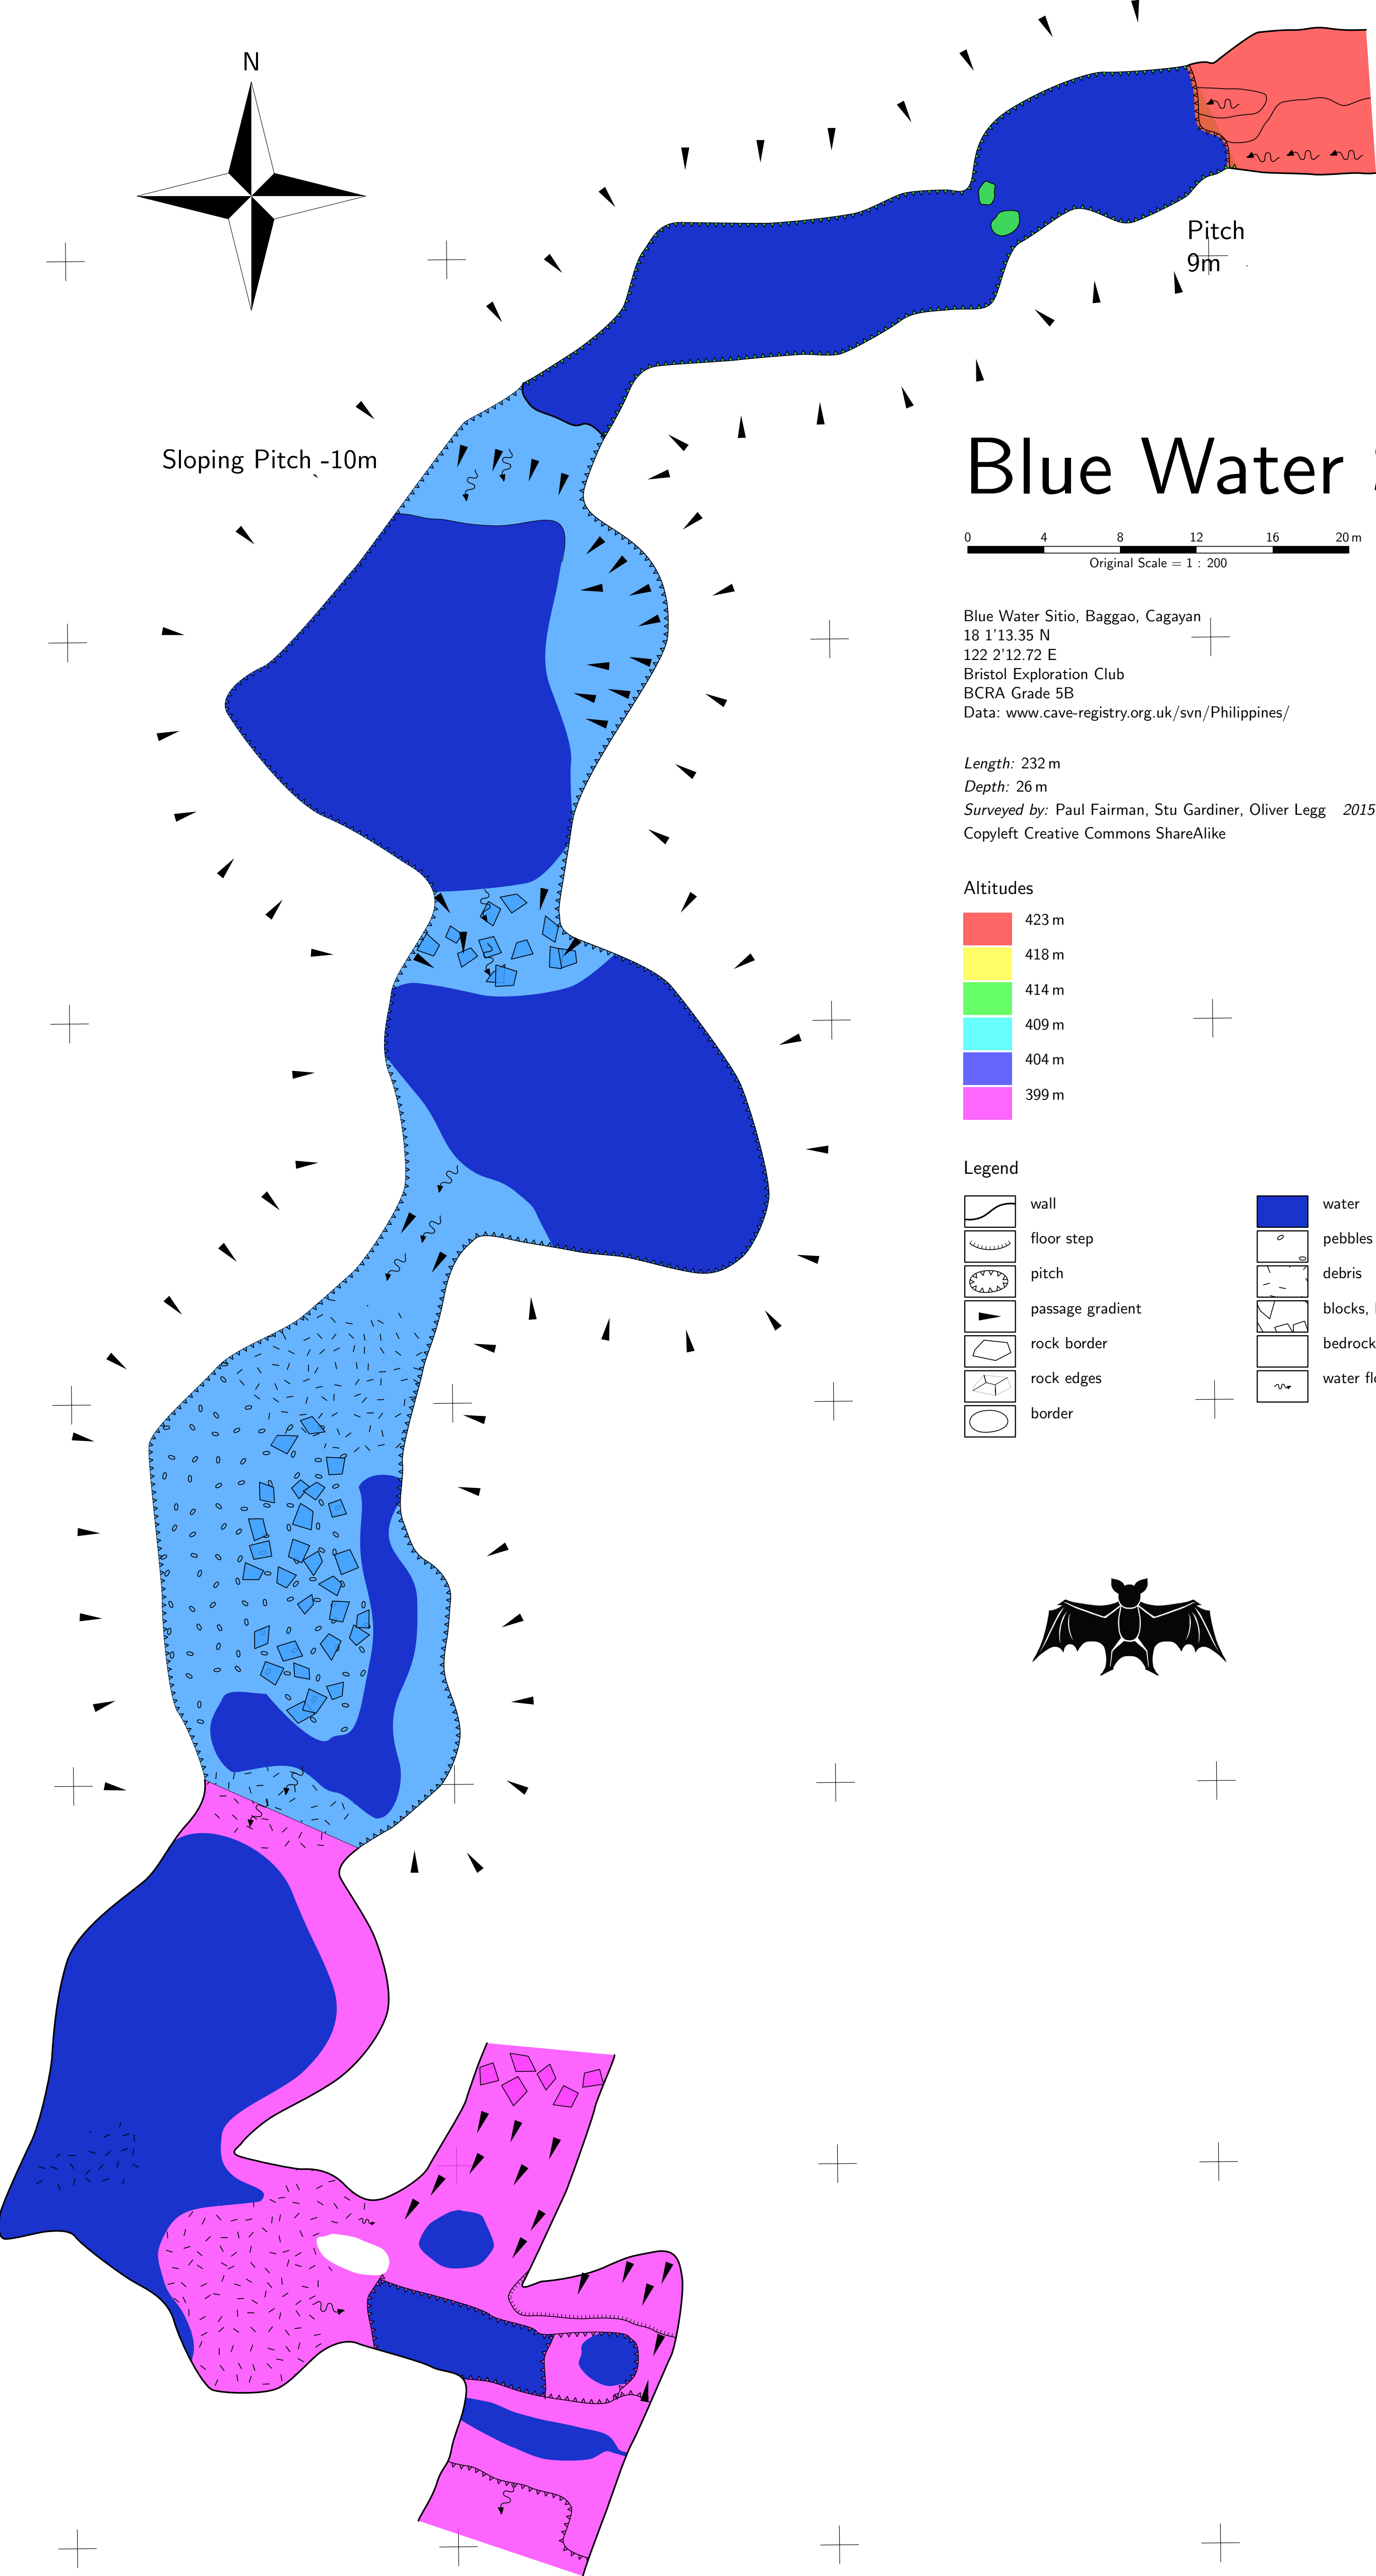 N
Pitch
9m
Sloping Pitch -10m
Blue Water
0 4 8 12 16 20 m
Original Scale = 1 : 200
Blue Water Sitio, Baggao, Cagayan
18 1'13.35 N
122 2'12.72 E
Bristol Exploration Club
BCRA Grade 5B
Data: www.cave-registry.org.uk/svn/Philippines/
Length: 232 m
Depth: 26 m
Surveyed by: Paul Fairman, Stu Gardiner, Oliver Legg 2015
Copyleft Creative Commons ShareAlike
Altitudes
423 m
418 m
414 m
409 m
404 m
399 m
Legend
wall
water
floor step
pebbles
pitch
debris
passage gradient
blocks,
rock border
bedrock
rock edges
water
border